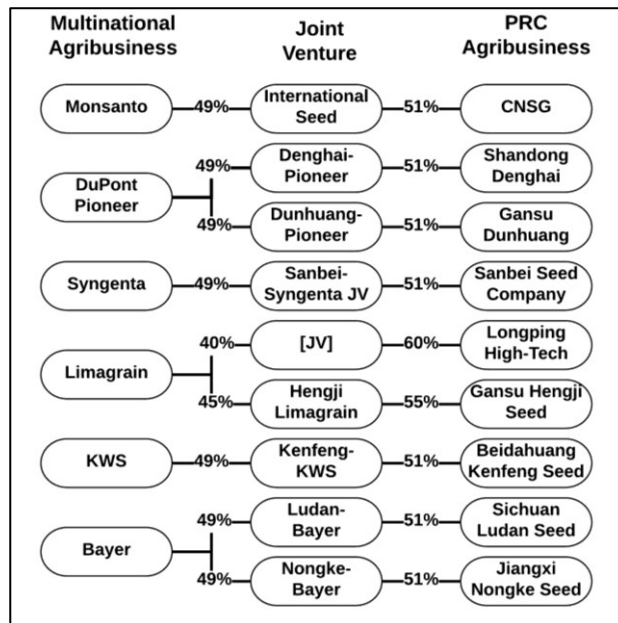 Multinational Agribusiness
Joint Venture
PRC Agribusiness
Monsanto
49%
International Seed
51%
CNSG
DuPont Pioneer
49%
Denghai-Pioneer
51%
Shandong Denghai
49%
Dunhuang-Pioneer
51%
Gansu Dunhuang
Syngenta
49%
Sanbei-Syngenta JV
51%
Sanbei Seed Company
Limagrain
40%
[JV]
60%
Longping High-Tech
45%
Hengji Limagrain
55%
Gansu Hengji Seed
KWS
49%
Kenfeng-KWS
51%
Beidahuang Kenfeng Seed
Bayer
49%
Ludan-Bayer
51%
Sichuan Ludan Seed
49%
Nongke-Bayer
51%
Jiangxi Nongke Seed